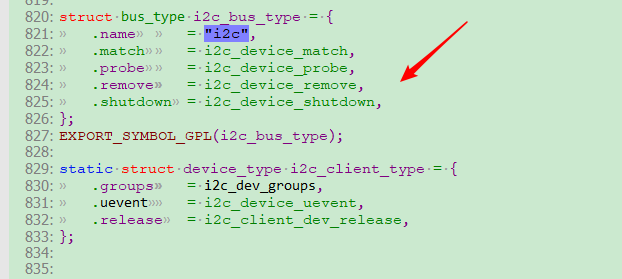 820: struct bus_type i2c_bus_type = {
821: » .name» » = "i2c",
822: » .match»» = i2c_device_match,
823: » .probe»» = i2c_device_probe,
824: » .remove» = i2c_device_remove,
825: » .shutdown» = i2c_device_shutdown,
826: };
827: EXPORT_SYMBOL_GPL(i2c_bus_type);
828:
829: static struct device_type i2c_client_type = {
830: » .groups» = i2c_dev_groups,
831: » .uevent»» = i2c_device_uevent,
832: » .release» = i2c_client_dev_release,
833: };
834:
835: